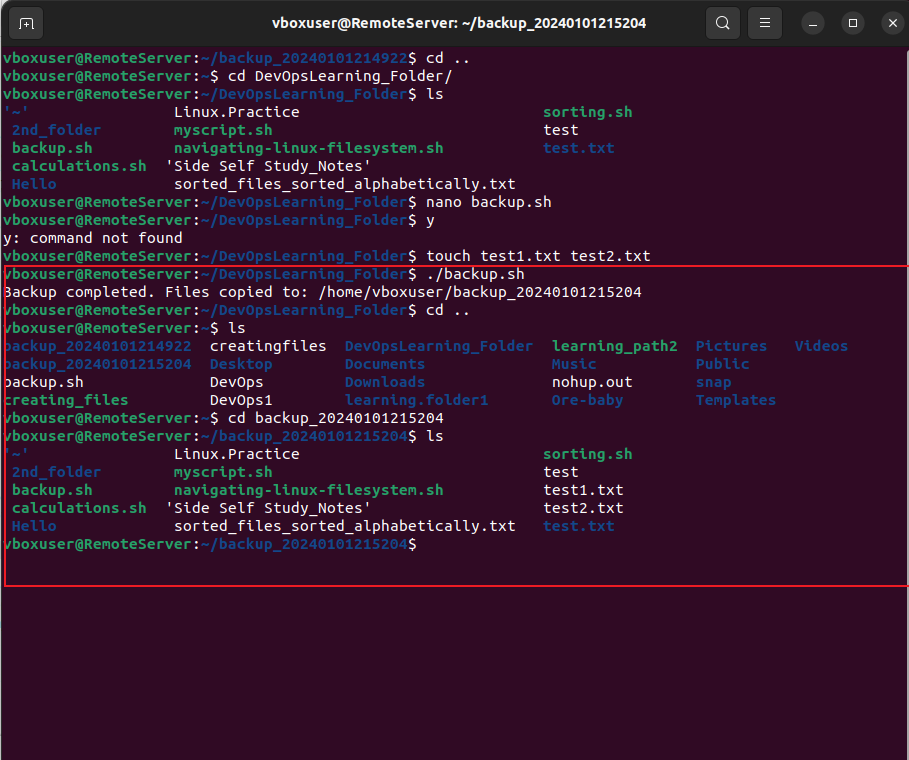 vboxuser@RemoteServer: ~/backup_20240101215204
vboxuser@RemoteServer:~/backup_20240101214922$ cd ..
vboxuser@RemoteServer:~$ cd DevOpsLearning_Folder/
vboxuser@RemoteServer:~/DevOpsLearning_Folder$ ls
'~' Linux.Practice sorting.sh
2nd_folder myscript.sh test
backup.sh navigating-linux-filesystem.sh test.txt
calculations.sh 'Side Self Study_Notes'
Hello sorted_files_sorted_alphabetically.txt
vboxuser@RemoteServer:~/DevOpsLearning_Folder$ nano backup.sh
vboxuser@RemoteServer:~/DevOpsLearning_Folder$ y
y: command not found
vboxuser@RemoteServer:~/DevOpsLearning_Folder$ touch test1.txt test2.txt
vboxuser@RemoteServer:~/DevOpsLearning_Folder$ ./backup.sh
Backup completed. Files copied to: /home/vboxuser/backup_20240101215204
vboxuser@RemoteServer:~/DevOpsLearning_Folder$ cd ..
vboxuser@RemoteServer:~$ ls
backup_20240101214922 creatingfiles DevOpsLearning_Folder learning_path2 Pictures Videos
backup_20240101215204 Desktop Documents Music Public
backup.sh DevOps Downloads nohup.out snap
creating_files DevOps1 learning.folder1 Ore-baby Templates
vboxuser@RemoteServer:~$ cd backup_20240101215204
vboxuser@RemoteServer:~/backup_20240101215204$ ls
'~' Linux.Practice sorting.sh
2nd_folder myscript.sh test
backup.sh navigating-linux-filesystem.sh test1.txt
calculations.sh 'Side Self Study_Notes' test2.txt
Hello sorted_files_sorted_alphabetically.txt test.txt
vboxuser@RemoteServer:~/backup_20240101215204$